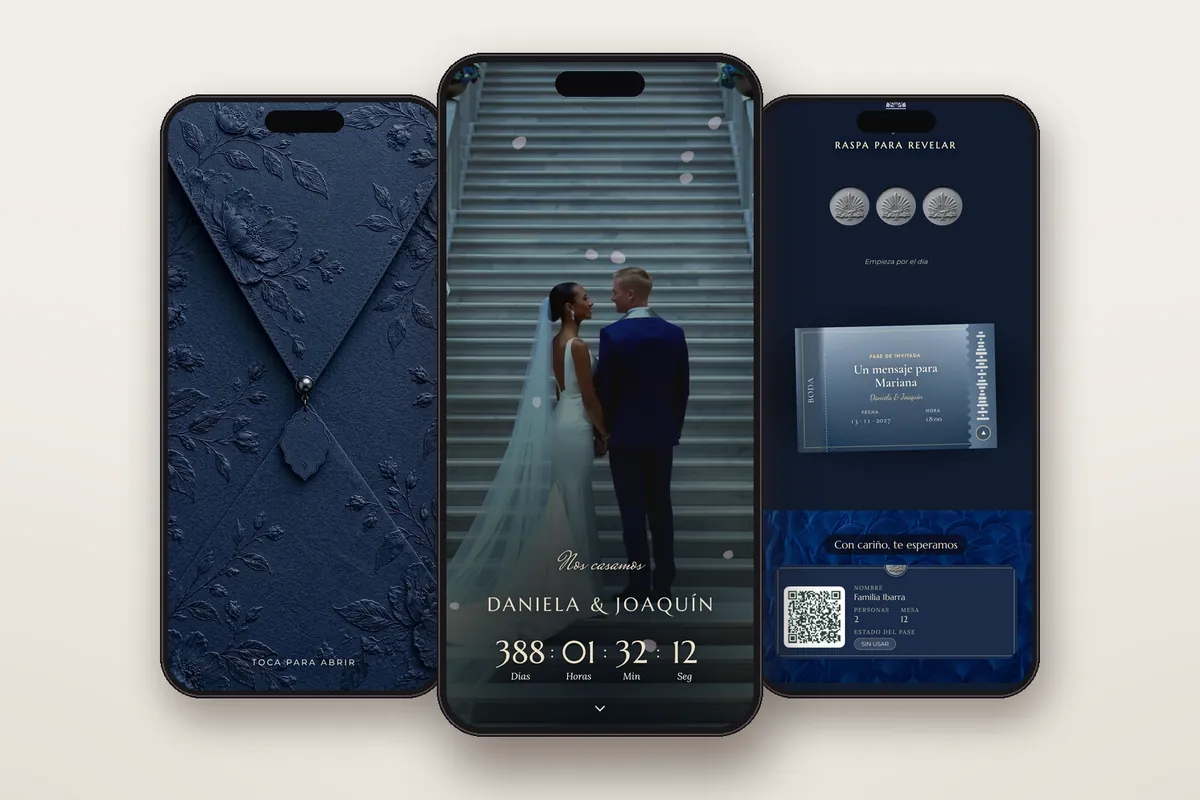 TOCA PARA ABRIR
Nos casamos
DANIELA & JOAQUÍN
388 : 01 : 32 : 12
Días Horas Min Seg
RASPA PARA REVELAR
Empieza por el día
BODA
PASE DE INVITADA
Un mensaje para
Mariana
Daniela & Joaquín
FECHA HORA
13 · 11 · 2027 18:00
Con cariño, te esperamos
NOMBRE
Familia Ibarra
PERSONAS MESA
2 12
ESTADO DEL PASE
SIN USAR